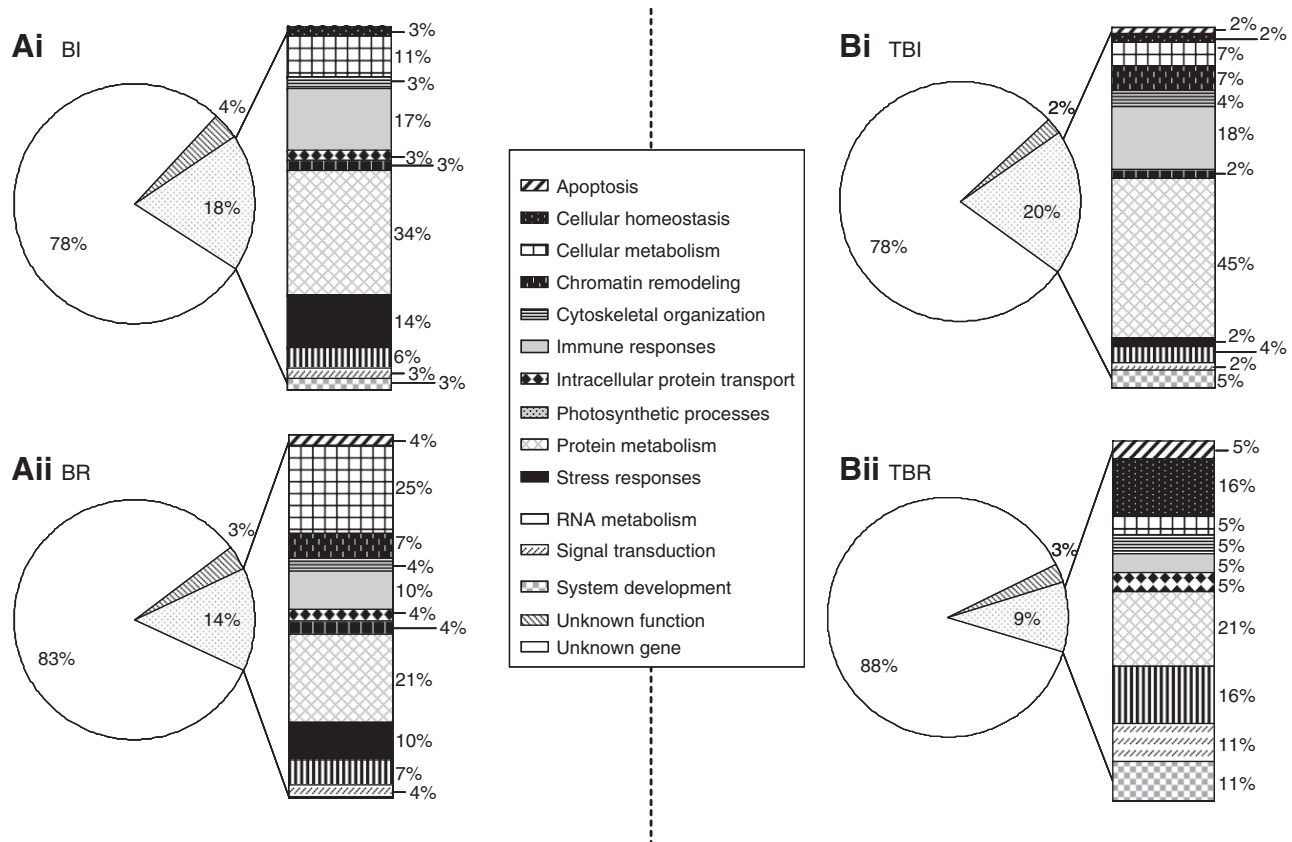 Ai BI
4%
18%
78%
3%
11%
3%
17%
3%
3%
34%
14%
6%
3%
3%
Aii BR
3%
14%
83%
4%
25%
7%
4%
10%
4%
4%
21%
10%
7%
4%
Apoptosis
Cellular homeostasis
Cellular metabolism
Chromatin remodeling
Cytoskeletal organization
Immune responses
Intracellular protein transport
Photosynthetic processes
Protein metabolism
Stress responses
RNA metabolism
Signal transduction
System development
Unknown function
Unknown gene
Bi TBI
2%
20%
78%
2%
2%
7%
7%
4%
18%
2%
45%
2%
4%
2%
5%
Bii TBR
3%
9%
88%
5%
16%
5%
5%
5%
5%
21%
16%
11%
11%